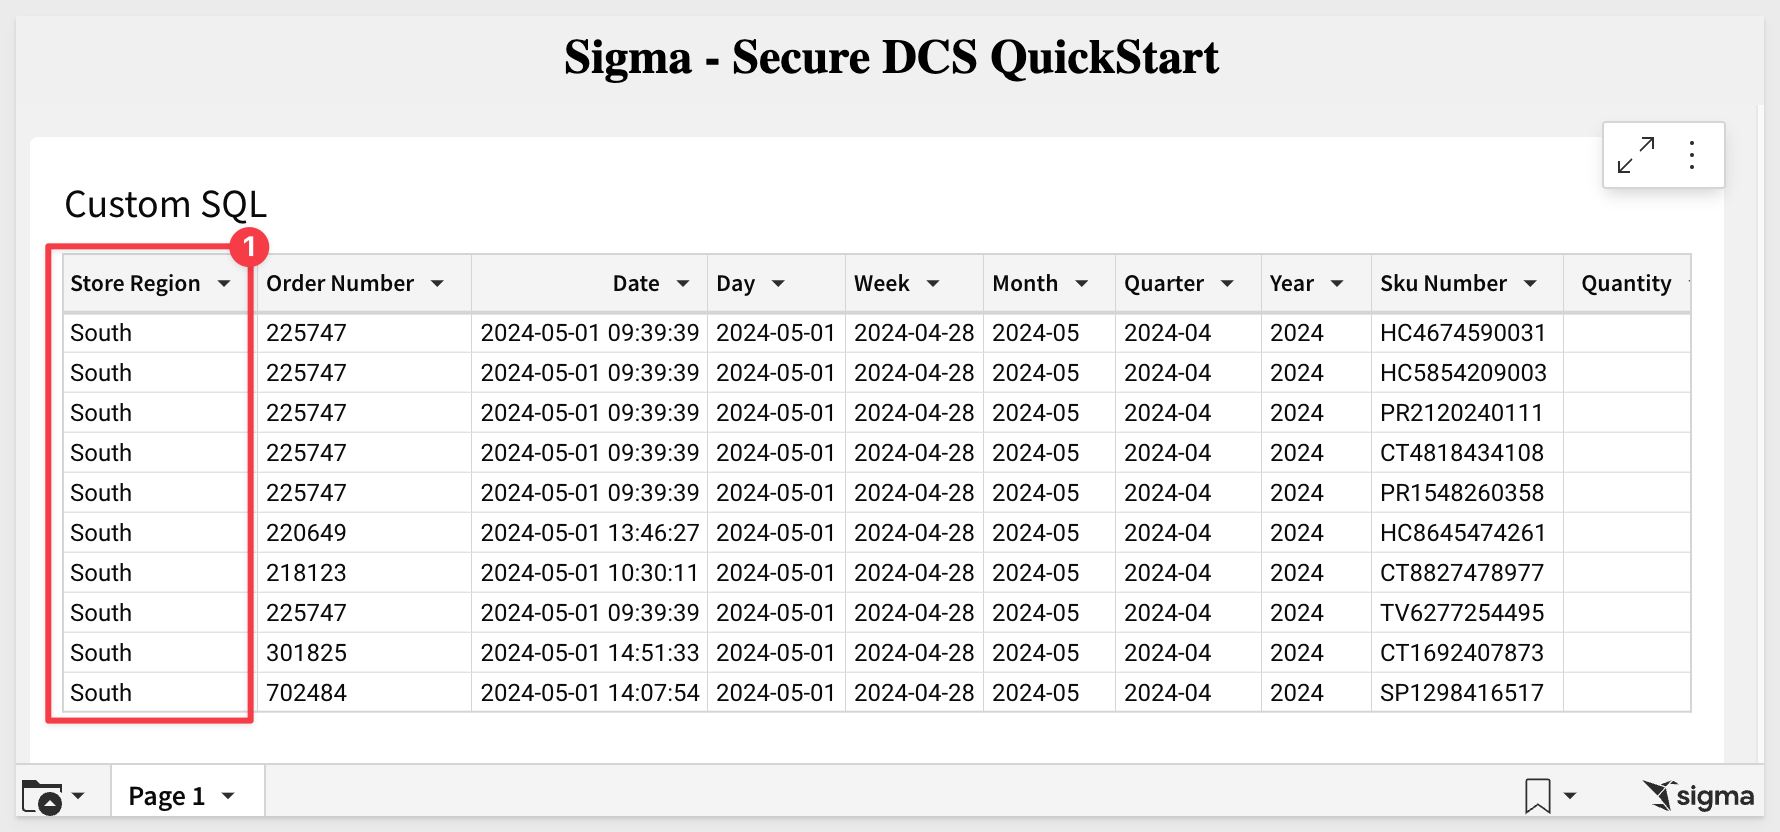 Sigma - Secure DCS QuickStart
Custom SQL
1
Store Region Order Number Date Day Week Month Quarter Year Sku Number Quantity
South 225747 2024-05-01 09:39:39 2024-05-01 2024-04-28 2024-05 2024-04 2024 HC4674590031
South 225747 2024-05-01 09:39:39 2024-05-01 2024-04-28 2024-05 2024-04 2024 HC5854209003
South 225747 2024-05-01 09:39:39 2024-05-01 2024-04-28 2024-05 2024-04 2024 PR2120240111
South 225747 2024-05-01 09:39:39 2024-05-01 2024-04-28 2024-05 2024-04 2024 CT4818434108
South 225747 2024-05-01 09:39:39 2024-05-01 2024-04-28 2024-05 2024-04 2024 PR1548260358
South 220649 2024-05-01 13:46:27 2024-05-01 2024-04-28 2024-05 2024-04 2024 HC8645474261
South 218123 2024-05-01 10:30:11 2024-05-01 2024-04-28 2024-05 2024-04 2024 CT8827478977
South 225747 2024-05-01 09:39:39 2024-05-01 2024-04-28 2024-05 2024-04 2024 TV6277254495
South 301825 2024-05-01 14:51:33 2024-05-01 2024-04-28 2024-05 2024-04 2024 CT1692407873
South 702484 2024-05-01 14:07:54 2024-05-01 2024-04-28 2024-05 2024-04 2024 SP1298416517
Page 1 sigma